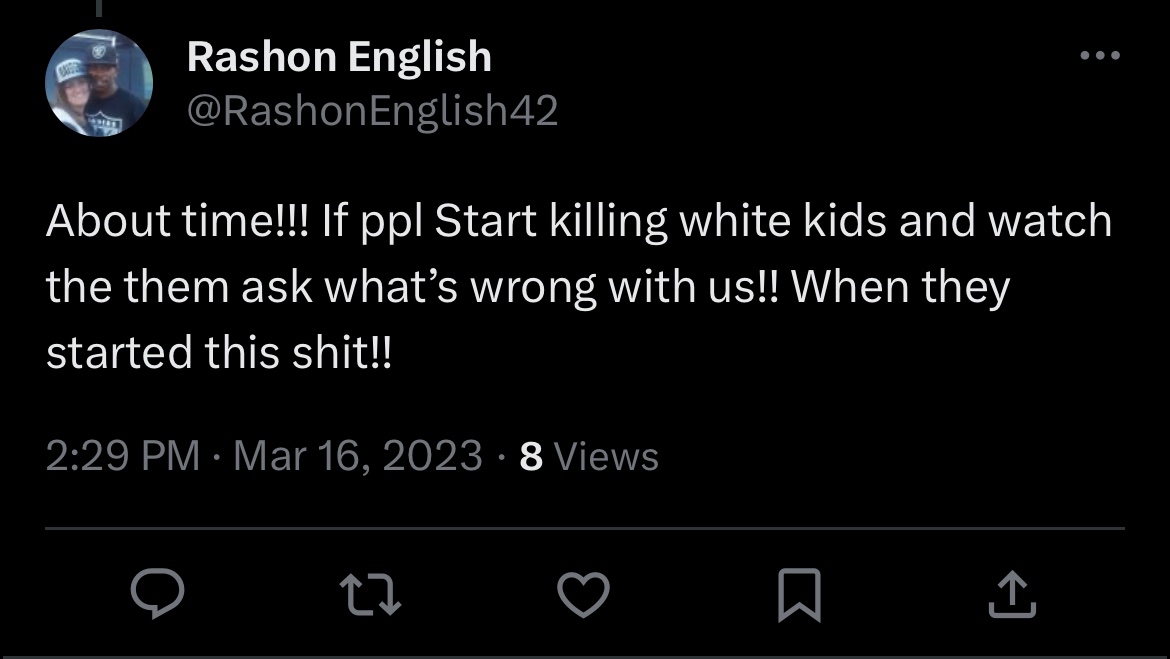 Rashon English
@RashonEnglish42
About time!!! If ppl Start killing white kids and watch
the them ask what’s wrong with us!! When they
started this shit!!
2:29 PM · Mar 16, 2023 · 8 Views